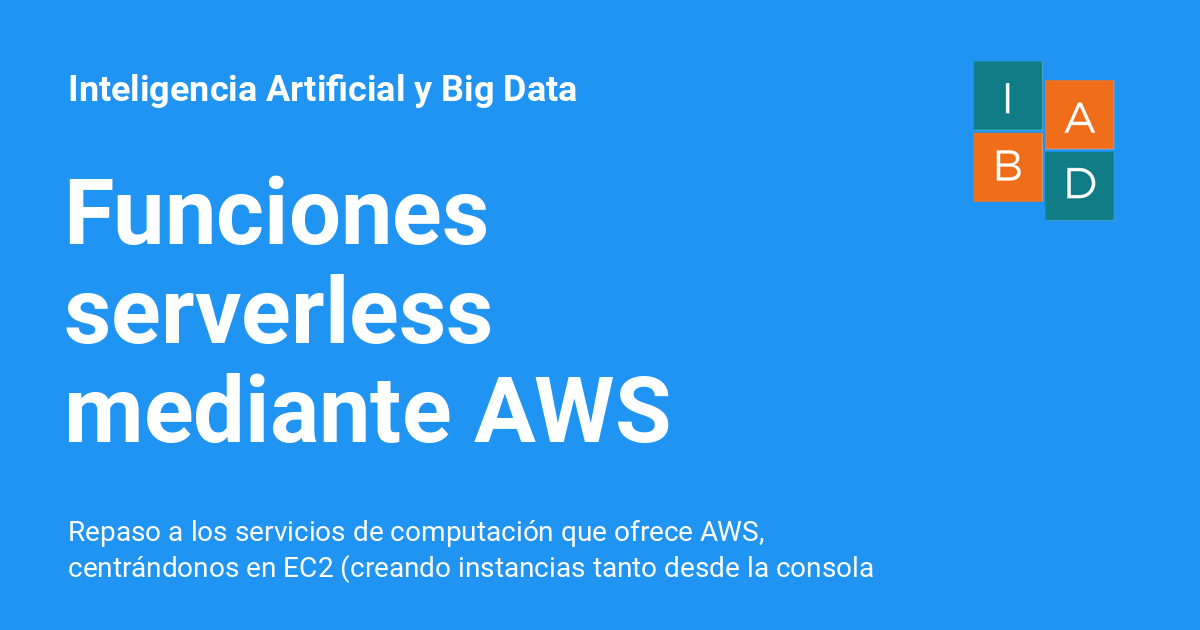 Inteligencia Artificial y Big Data
I
A
B
D
Funciones
serverless
mediante AWS
Repaso a los servicios de computación que ofrece AWS,
centrándonos en EC2 (creando instancias tanto desde la consola